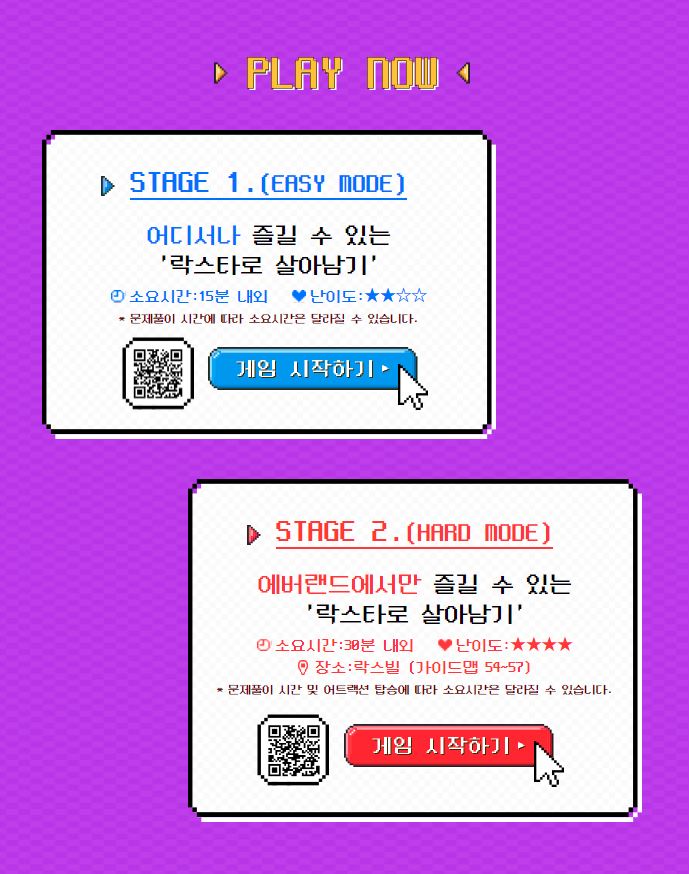 PLAY NOW
STAGE 1.(EASY MODE)
어디서나 즐길 수 있는
'락스타로 살아남기'
소요시간:15분 내외 난이도:★★☆☆
* 문제풀이 시간에 따라 소요시간은 달라질 수 있습니다.
게임 시작하기
STAGE 2.(HARD MODE)
에버랜드에서만 즐길 수 있는
'락스타로 살아남기'
소요시간:30분 내외 난이도:★★★★
장소:락스빌 (가이드맵 54~57)
* 문제풀이 시간 및 어트랙션 탑승에 따라 소요시간은 달라질 수 있습니다.
게임 시작하기